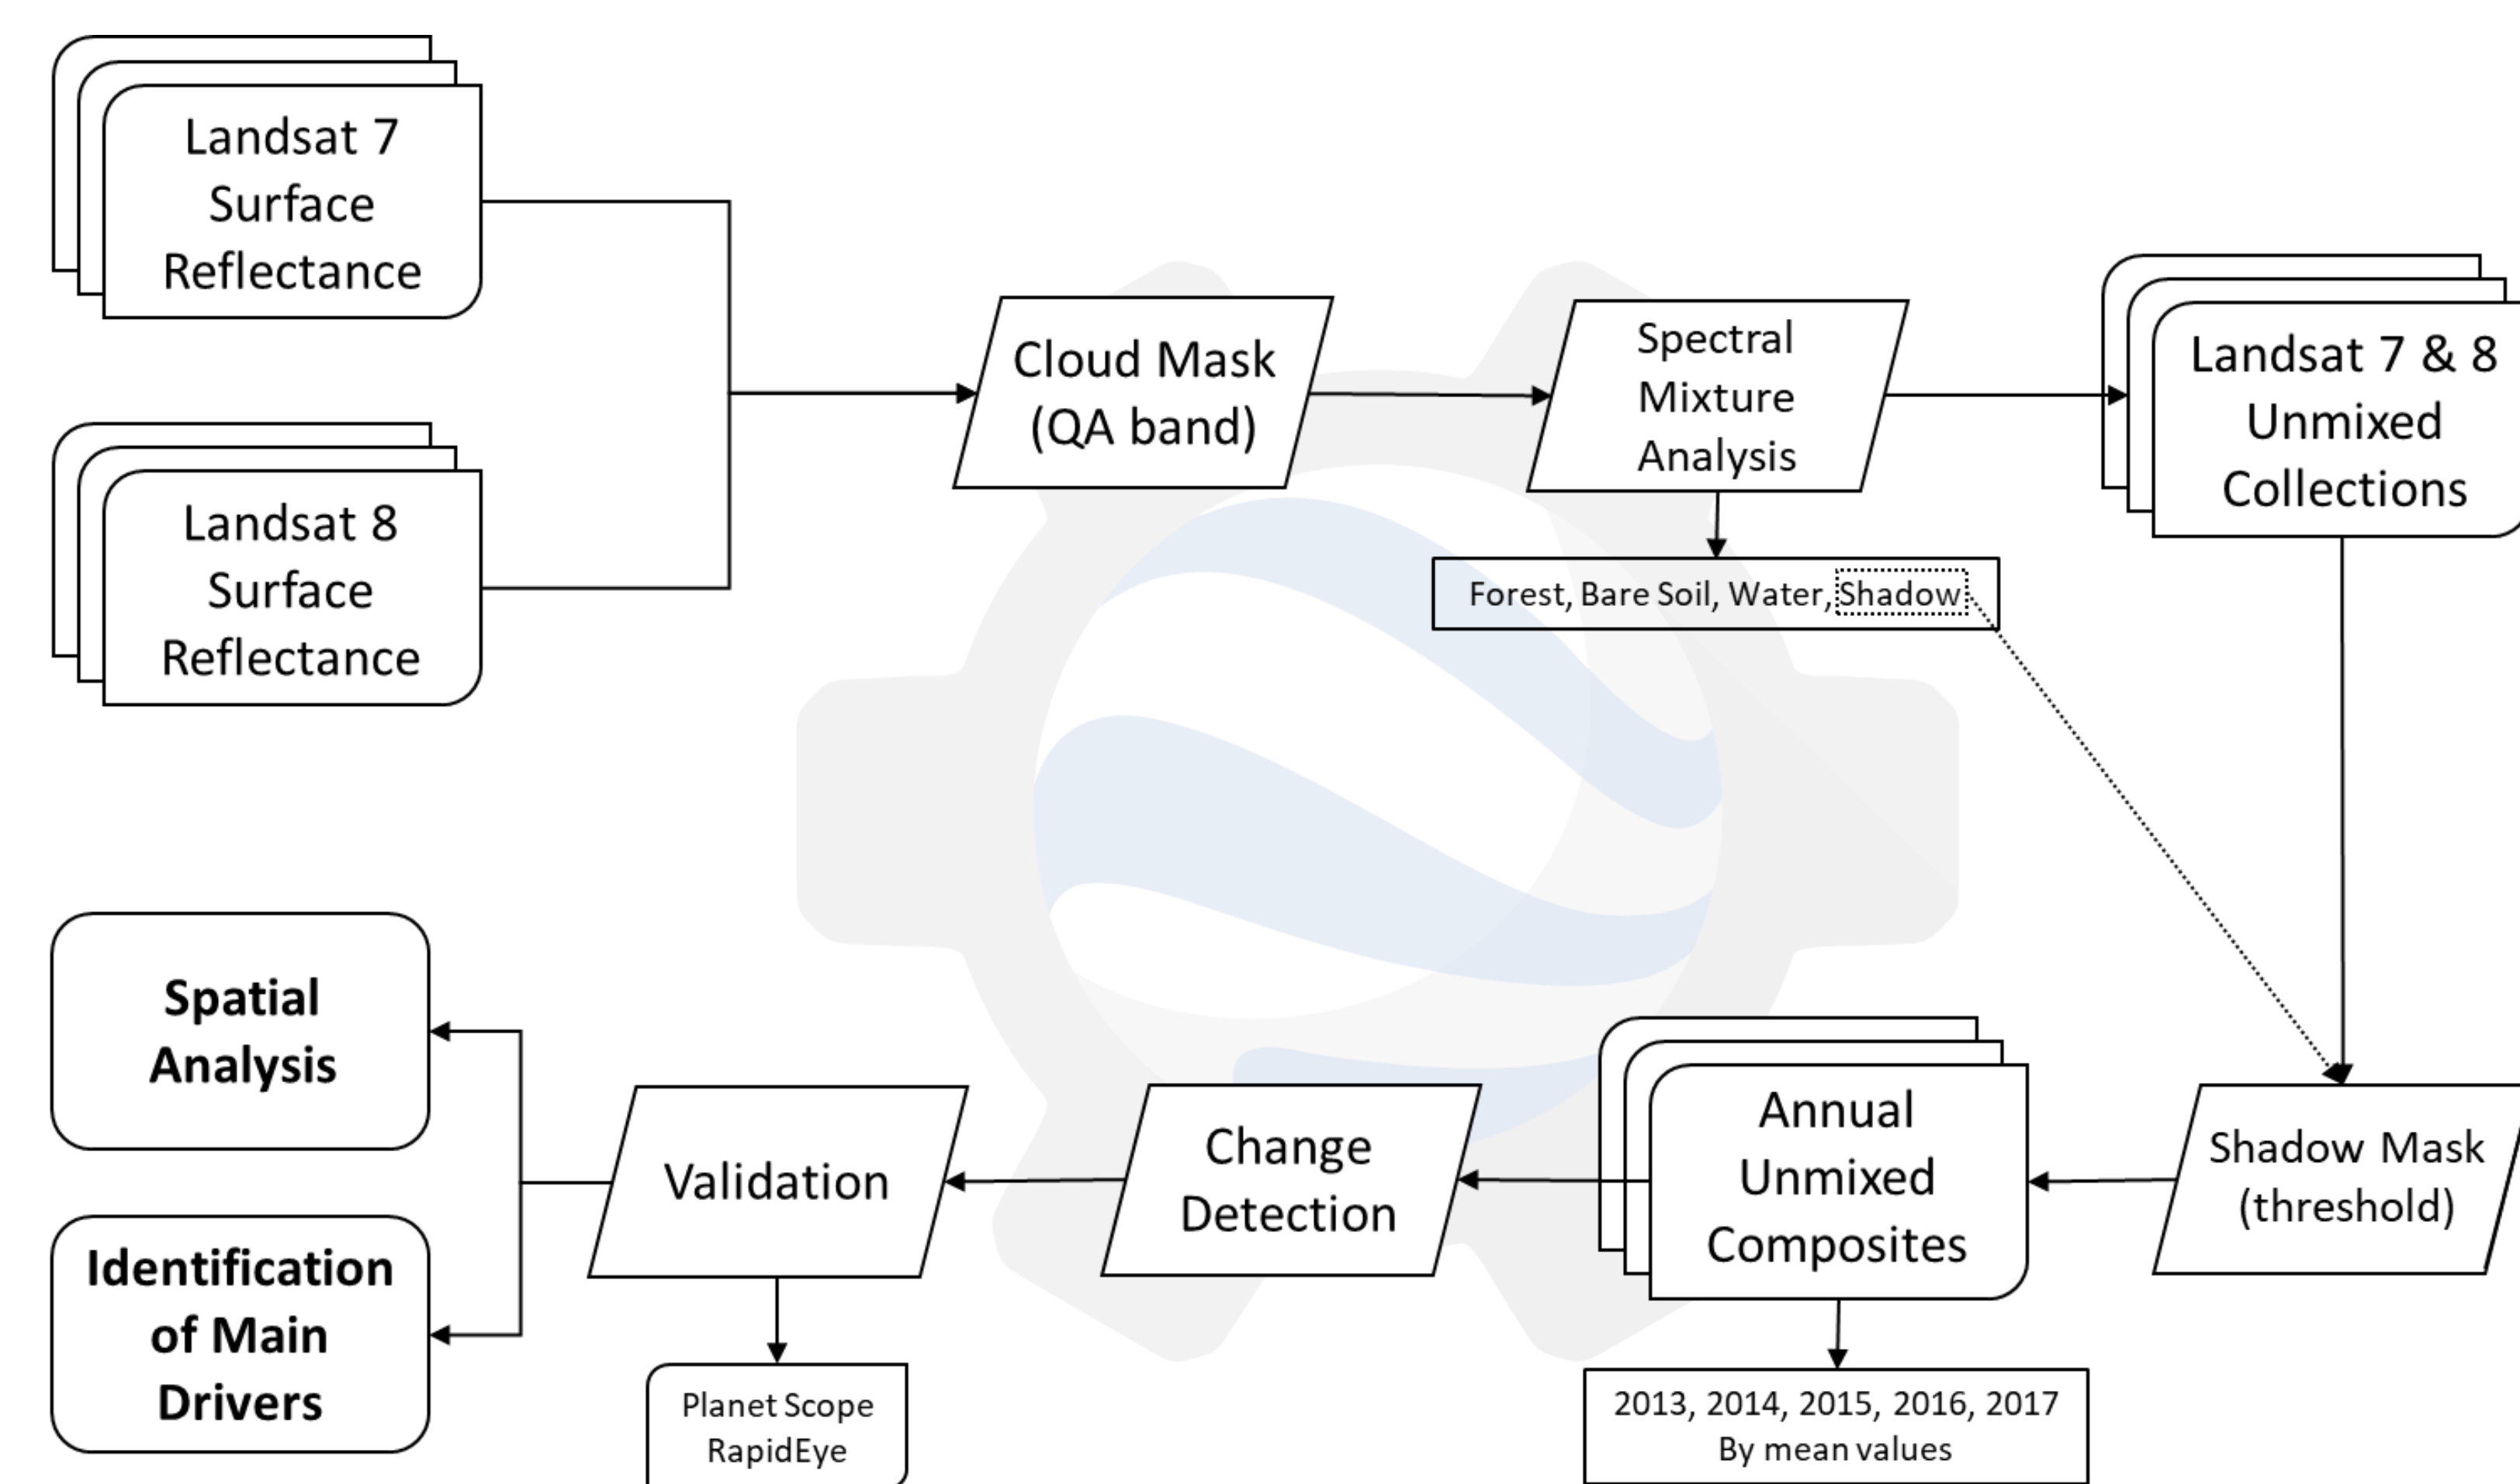 Landsat 7
Surface
Reflectance
Landsat 8
Surface
Reflectance
Cloud Mask
(QA band)
Spectral
Mixture
Analysis
Forest, Bare Soil, Water, Shadow
Landsat 7 & 8
Unmixed
Collections
Shadow Mask
(threshold)
Annual
Unmixed
Composites
2013, 2014, 2015, 2016, 2017
By mean values
Change
Detection
Validation
Planet Scope
RapidEye
Spatial
Analysis
Identification
of Main
Drivers